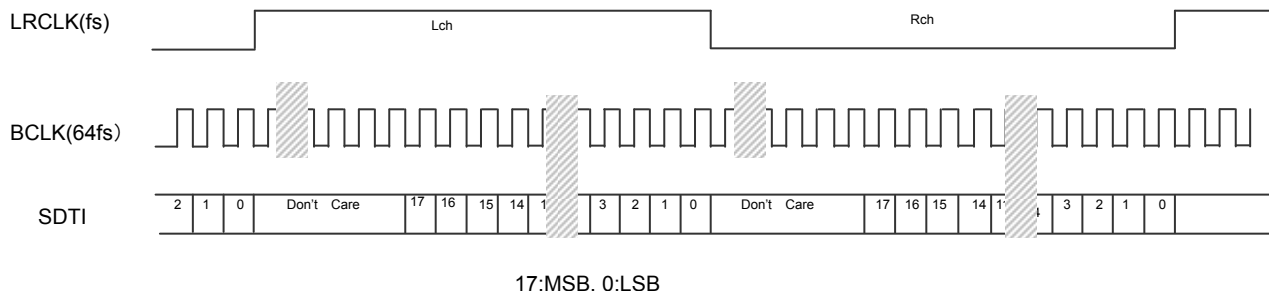 LRCLK(fs)
Lch
Rch
BCLK(64fs）
SDTI
2 1 0 Don't Care 17 16 15 14 1 3 2 1 0 Don't Care 17 16 15 14 3 2 1 0
17:MSB, 0:LSB